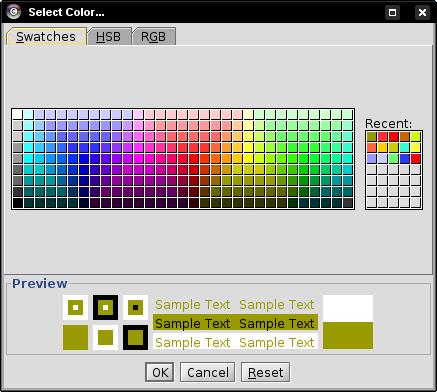 Select Color...
Swatches HSB RGB
Recent:
Preview
Sample Text Sample Text
Sample Text Sample Text
Sample Text Sample Text
OK Cancel Reset